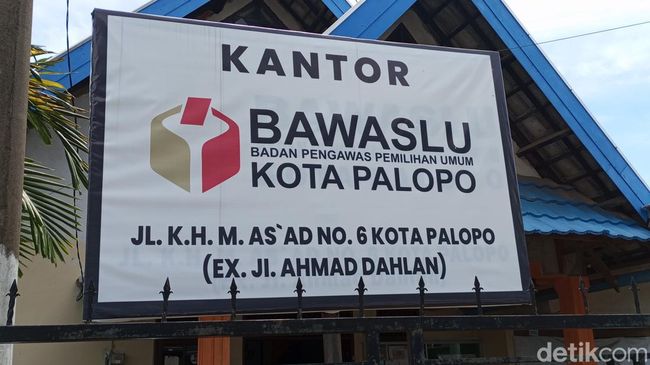 KANTOR
BAWASLU
BADAN PENGAWAS PEMILIHAN UMUM
KOTA PALOPO
JL. K.H. M. AS`AD NO. 6 KOTA PALOPO
(EX. Jl. AHMAD DAHLAN)
detikcom